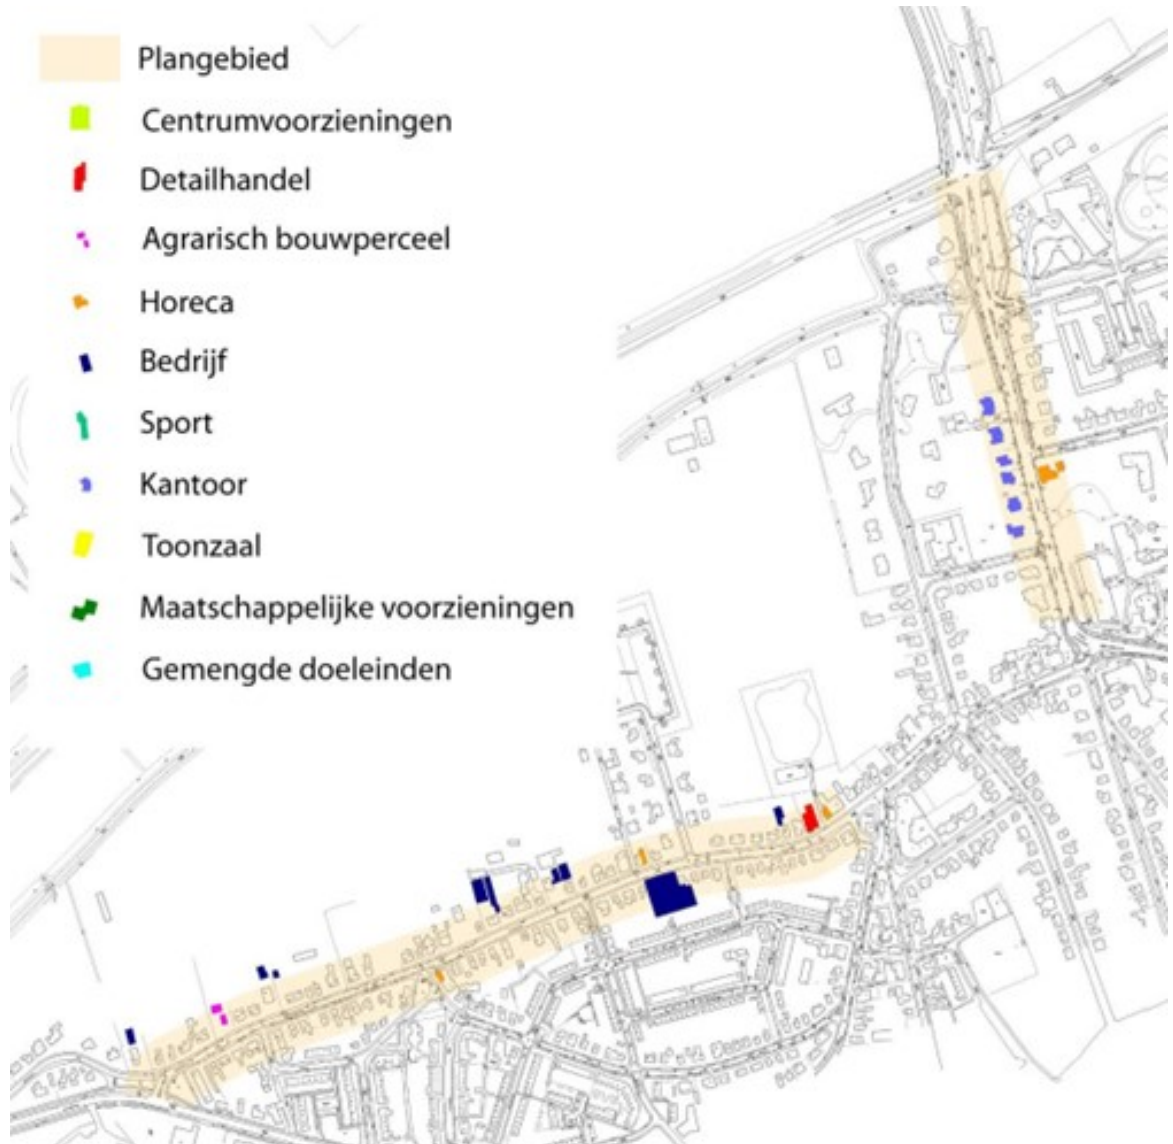 Plangebied
Centrumvoorzieningen
Detailhandel
Agrarisch bouwperceel
Horeca
Bedrijf
Sport
Kantoor
Toonzaal
Maatschappelijke voorzieningen
Gemengde doeleinden